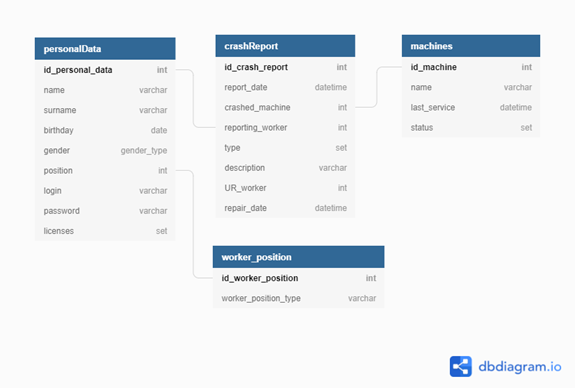 personalData
id_personal_data int
name varchar
surname varchar
birthday date
gender gender_type
position int
login varchar
password varchar
licenses set
crashReport
id_crash_report int
report_date datetime
crashed_machine int
reporting_worker int
type set
description varchar
UR_worker int
repair_date datetime
machines
id_machine int
name varchar
last_service datetime
status set
worker_position
id_worker_position int
worker_position_type varchar
dbdiagram.io